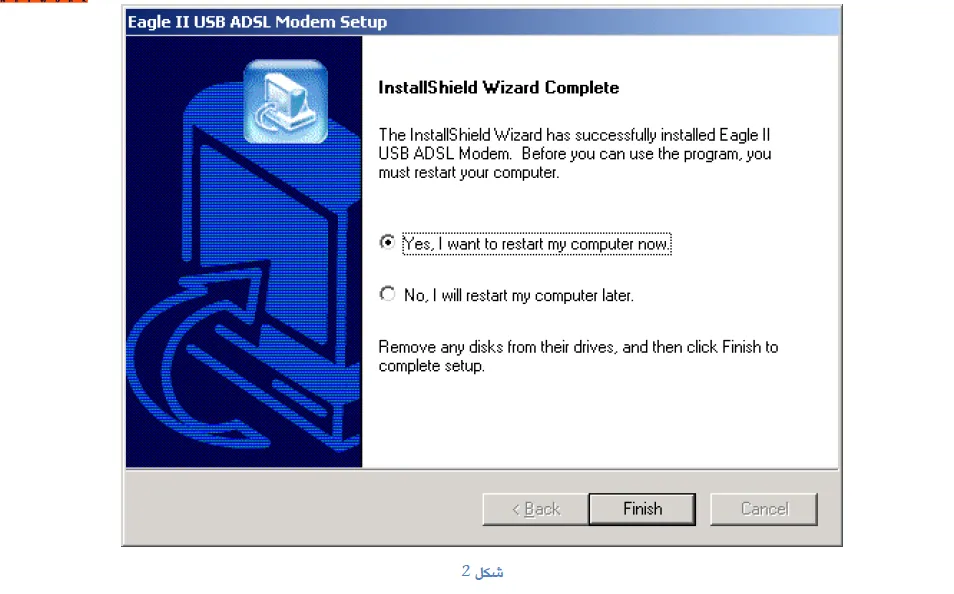 Eagle II USB ADSL Modem Setup
InstallShield Wizard Complete
The InstallShield Wizard has successfully installed Eagle II
USB ADSL Modem. Before you can use the program, you
must restart your computer.
Yes, I want to restart my computer now.
No, I will restart my computer later.
Remove any disks from their drives, and then click Finish to
complete setup.
< Back
Finish
Cancel
شكل 2